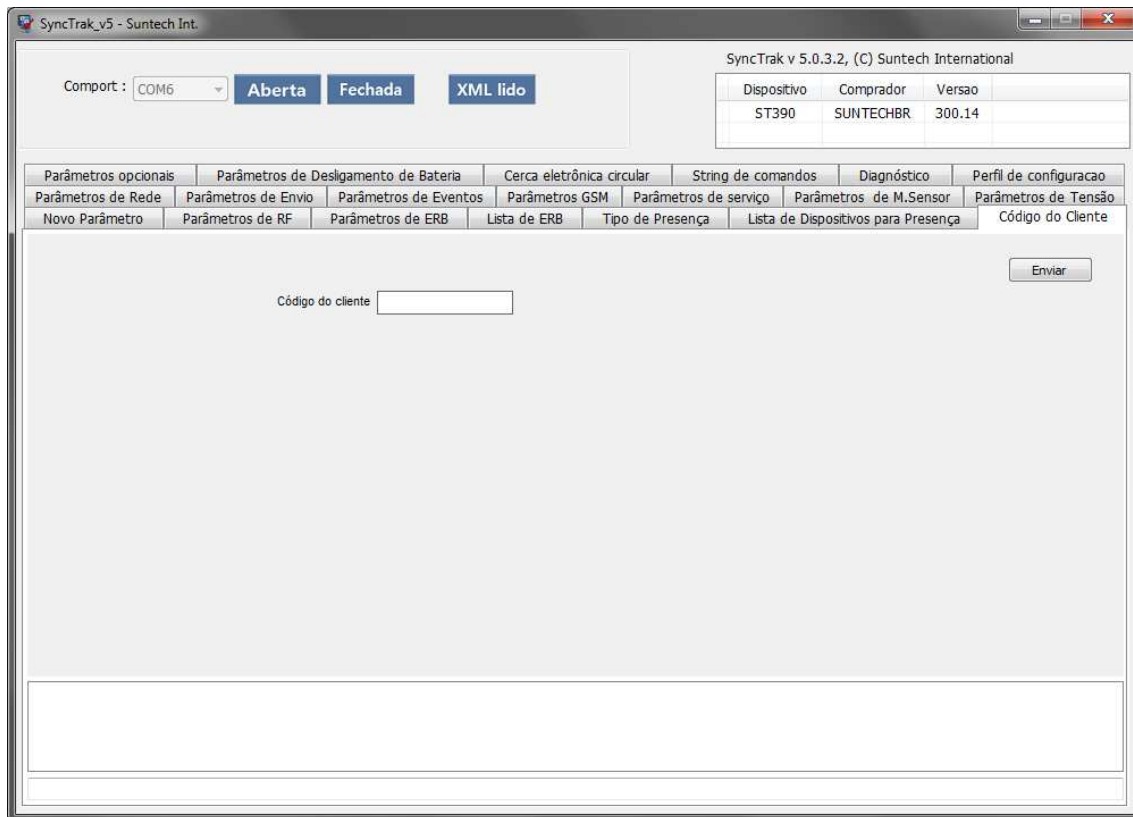 SyncTrak_v5 - Suntech Int.
SyncTrak v 5.0.3.2, (C) Suntech International
Comport : COM6 Aberta Fechada XML lido
Dispositivo Comprador Versao
ST390 SUNTECHBR 300.14
Parâmetros opcionais Parâmetros de Desligamento de Bateria Cerca eletrônica circular String de comandos Diagnóstico Perfil de configuracao
Parâmetros de Rede Parâmetros de Envio Parâmetros de Eventos Parâmetros GSM Parâmetros de serviço Parâmetros de M.Sensor Parâmetros de Tensão
Novo Parâmetro Parâmetros de RF Parâmetros de ERB Lista de ERB Tipo de Presença Lista de Dispositivos para Presença Código do Cliente
Enviar
Código do cliente